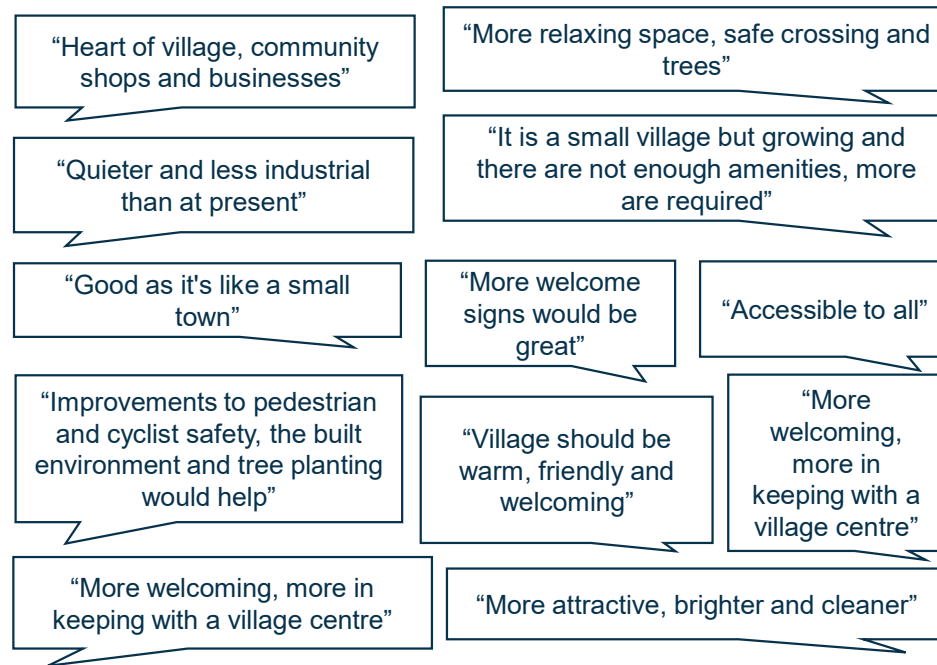 “Heart of village, community
shops and businesses”
“More relaxing space, safe crossing and
trees”
“Quieter and less industrial
than at present”
“It is a small village but growing and
there are not enough amenities, more
are required”
“Good as it's like a small
town”
“More welcome
signs would be
great”
“Accessible to all”
“Improvements to pedestrian
and cyclist safety, the built
environment and tree planting
would help”
“Village should be
warm, friendly and
welcoming”
“More
welcoming,
more in
keeping with a
village centre”
“More welcoming, more in
keeping with a village centre”
“More attractive, brighter and cleaner”